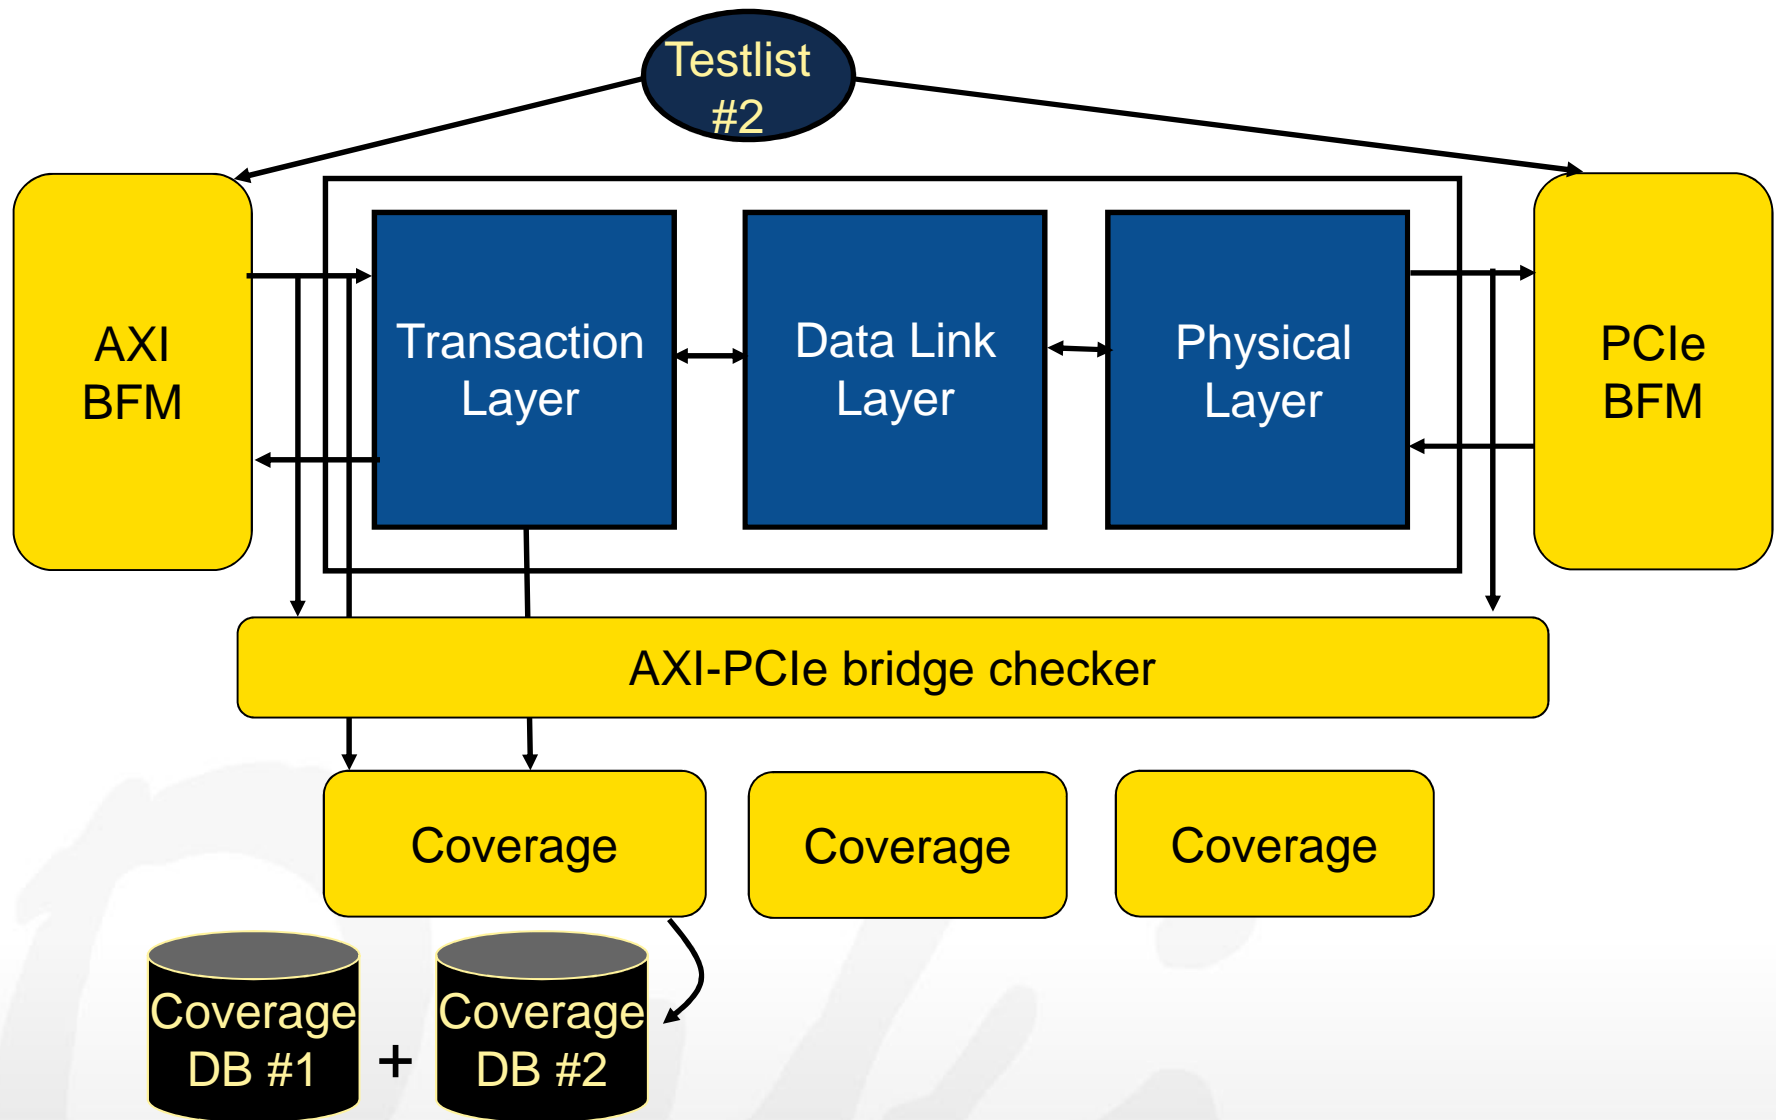 Testlist
#2
AXI
BFM
Transaction
Layer
Data Link
Layer
Physical
Layer
PCIe
BFM
AXI-PCIe bridge checker
Coverage
Coverage
Coverage
Coverage
DB #1
+
Coverage
DB #2